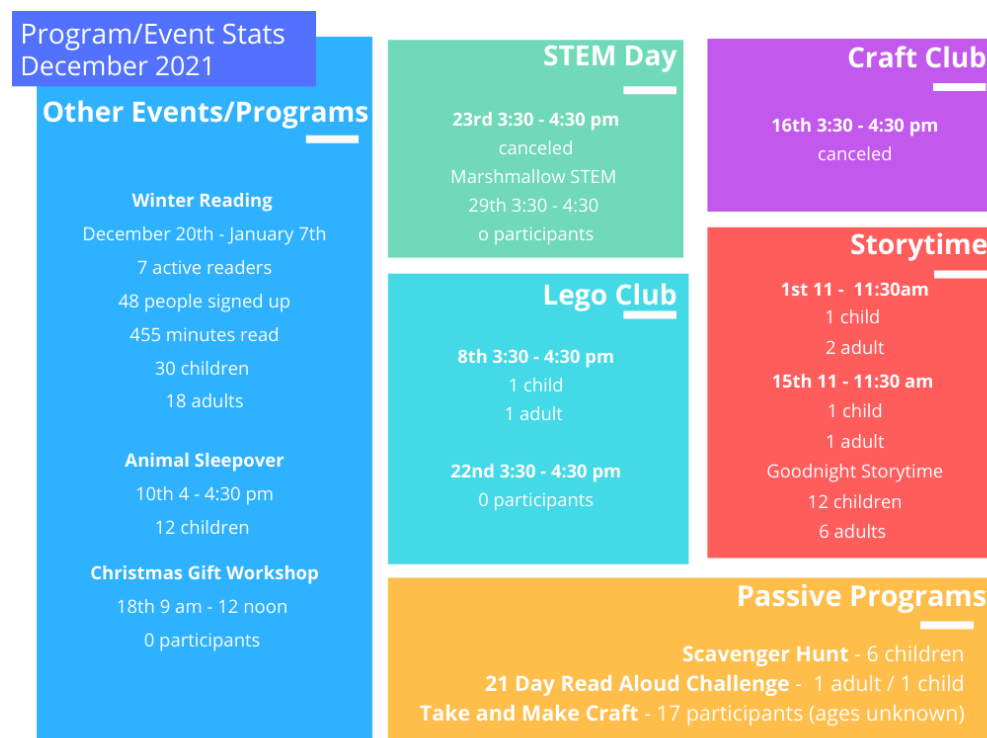 Program/Event Stats
December 2021
Other Events/Programs
Winter Reading
December 20th - January 7th
7 active readers
48 people signed up
455 minutes read
30 children
18 adults
Animal Sleepover
10th 4 - 4:30 pm
12 children
Christmas Gift Workshop
18th 9 am - 12 noon
0 participants
STEM Day
23rd 3:30 - 4:30 pm
canceled
Marshmallow STEM
29th 3:30 - 4:30
o participants
Lego Club
8th 3:30 - 4:30 pm
1 child
1 adult
22nd 3:30 - 4:30 pm
0 participants
Craft Club
16th 3:30 - 4:30 pm
canceled
Storytime
1st 11 - 11:30am
1 child
2 adult
15th 11 - 11:30 am
1 child
1 adult
Goodnight Storytime
12 children
6 adults
Passive Programs
Scavenger Hunt - 6 children
21 Day Read Aloud Challenge - 1 adult / 1 child
Take and Make Craft - 17 participants (ages unknown)